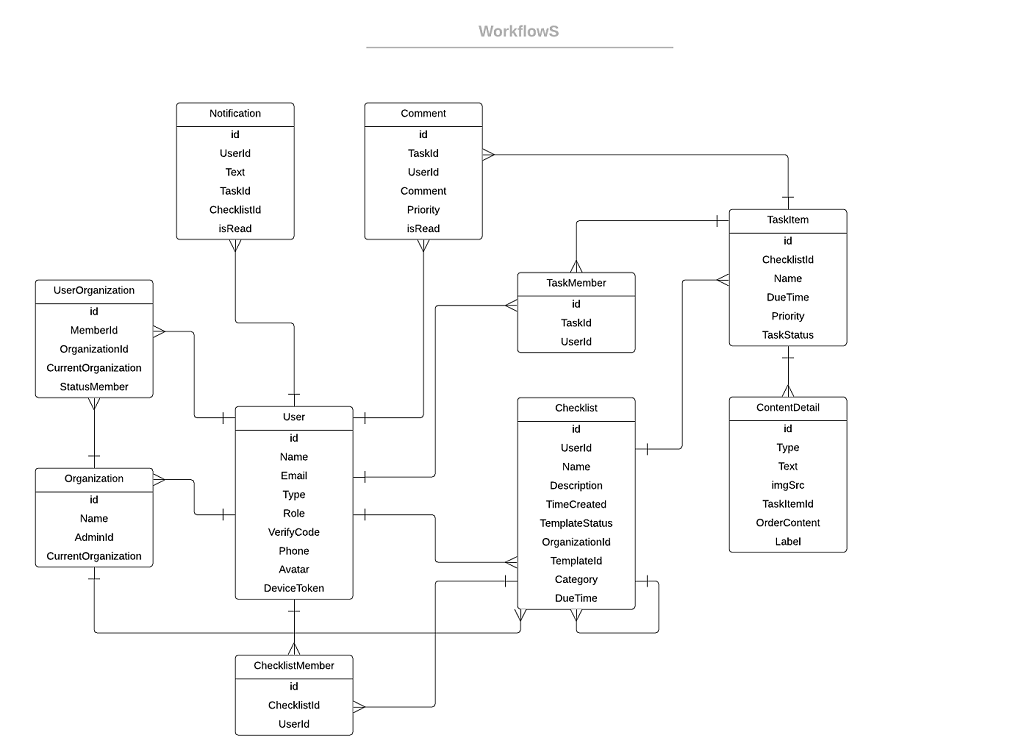 WorkflowS
Notification
id
UserId
Text
TaskId
ChecklistId
isRead
Comment
id
TaskId
UserId
Comment
Priority
isRead
TaskItem
id
ChecklistId
Name
DueTime
Priority
TaskStatus
TaskMember
id
TaskId
UserId
UserOrganization
id
MemberId
OrganizationId
CurrentOrganization
StatusMember
User
id
Name
Email
Type
Role
VerifyCode
Phone
Avatar
DeviceToken
Checklist
id
UserId
Name
Description
TimeCreated
TemplateStatus
OrganizationId
TemplateId
Category
DueTime
ContentDetail
id
Type
Text
imgSrc
TaskItemId
OrderContent
Label
Organization
id
Name
AdminId
CurrentOrganization
ChecklistMember
id
ChecklistId
UserId